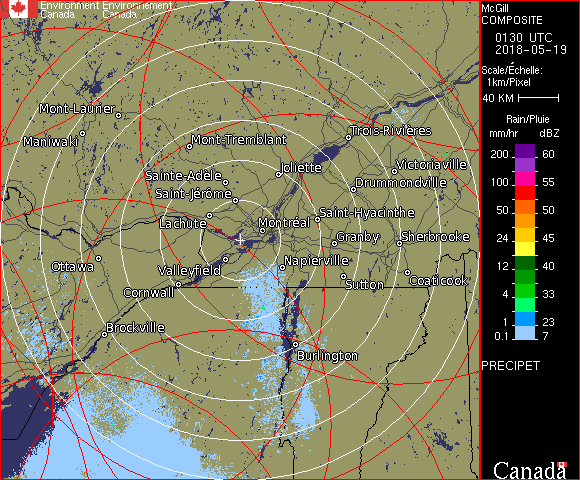 Environment Environnement
Canada Canada
Mont-Laurier
Maniwaki
Mont-Tremblant
Trois-Rivières
Joliette
Victoriaville
Sainte-Adèle
Drummondville
Saint-Jérôme
Lachute
Saint-Hyacinthe
Montréal
Granby
Sherbrooke
Ottawa
Valleyfield
Napierville
Cornwall
Sutton
Coaticook
Brockville
Burlington
McGill
COMPOSITE
0130 UTC
2018-05-19
Scale/Échelle:
1km/Pixel
40 KM
Rain/Pluie
mm/hr dBZ
200 60
155 
100 55
50 50
24 45
12 40
4 33
1 23
0.1 7
PRECIPET
Canada